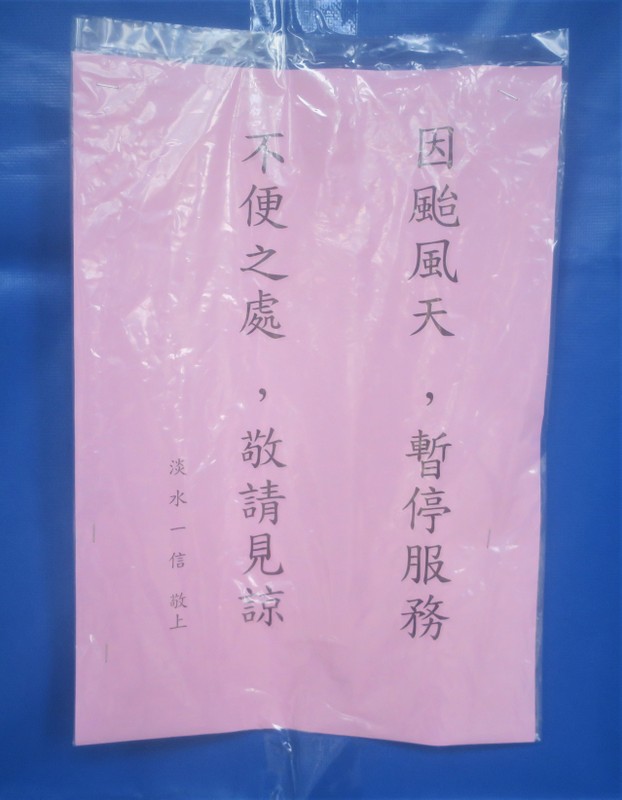 因颱風天，暫停服務
不便之處，敬請見諒
淡水一信 敬上